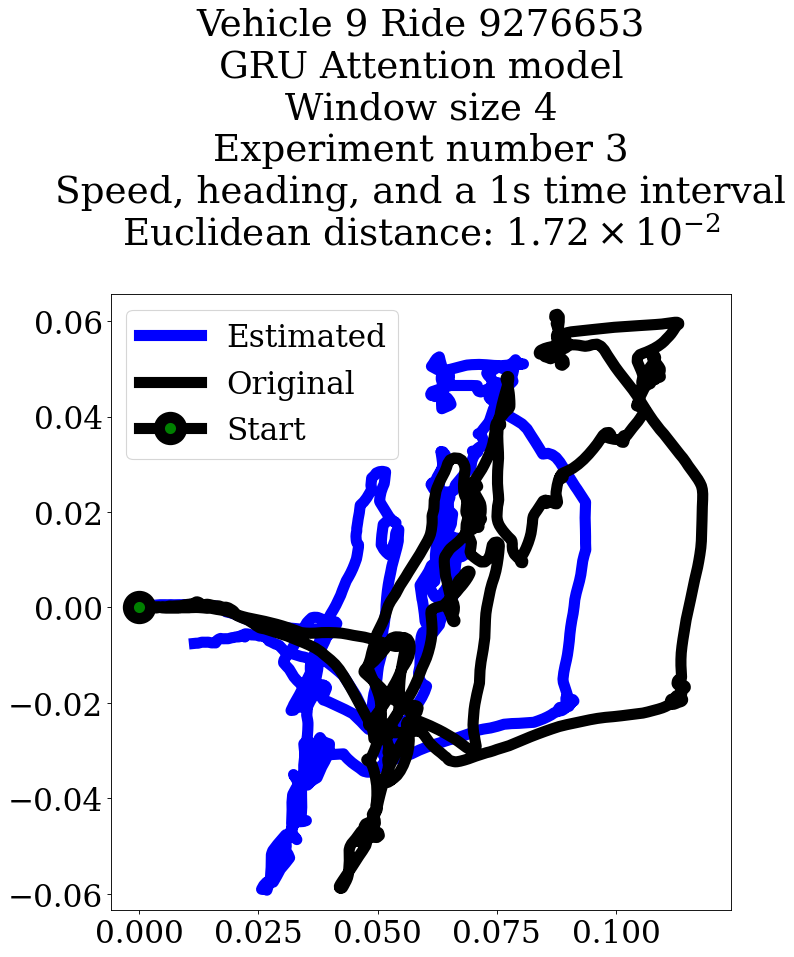 Vehicle 9 Ride 9276653
GRU Attention model
Window size 4
Experiment number 3
Speed, heading, and a 1s time interval
Euclidean distance: 1.72 × 10⁻²
Estimated
Original
Start
0.06
0.04
0.02
0.00
−0.02
−0.04
−0.06
0.000 0.025 0.050 0.075 0.100